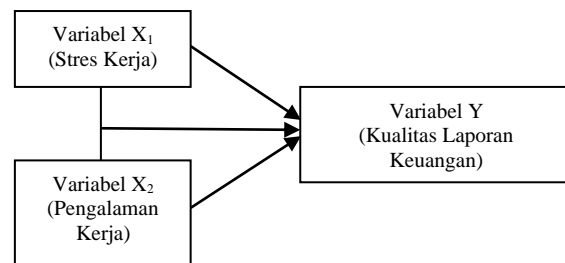 Variabel X₁
(Stres Kerja)
Variabel Y
(Kualitas Laporan
Keuangan)
Variabel X₂
(Pengalaman
Kerja)